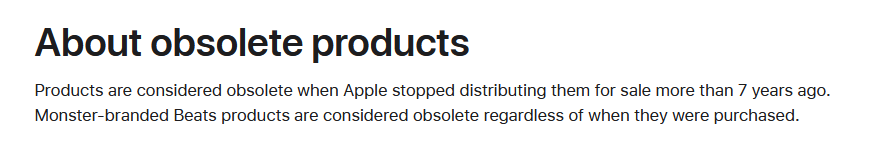 About obsolete products
Products are considered obsolete when Apple stopped distributing them for sale more than 7 years ago.
Monster-branded Beats products are considered obsolete regardless of when they were purchased.